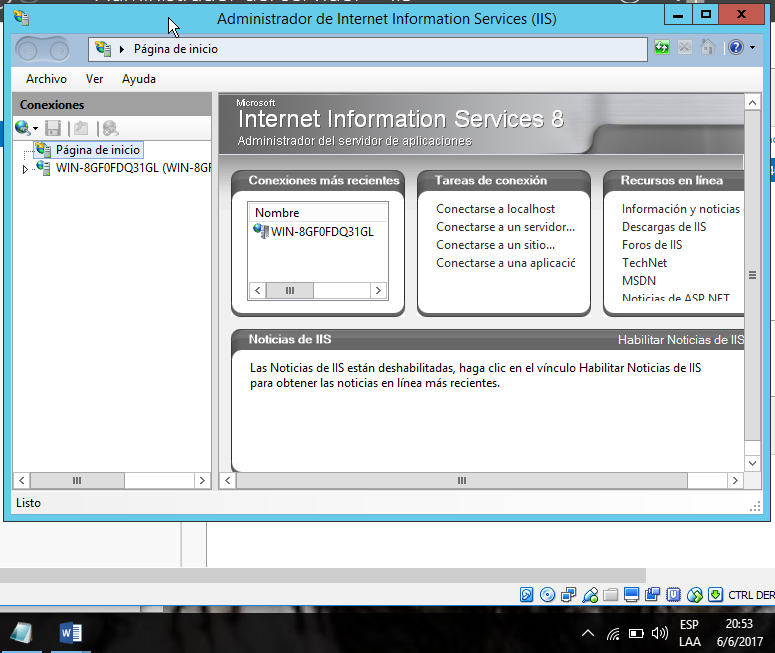 Administrador de Internet Information Services (IIS)
Página de inicio
Archivo Ver Ayuda
Conexiones
Página de inicio
WIN-8GF0FDQ31GL (WIN-8GF
Microsoft
Internet Information Services 8
Administrador del servidor de aplicaciones
Conexiones más recientes
Nombre
WIN-8GF0FDQ31GL
Tareas de conexión
Conectarse a localhost
Conectarse a un servidor...
Conectarse a un sitio...
Conectarse a una aplicació
Recursos en línea
Información y noticias
Descargas de IIS
Foros de IIS
TechNet
MSDN
Noticias de ASP.NET
Noticias de IIS Habilitar Noticias de IIS
Las Noticias de IIS están deshabilitadas, haga clic en el vínculo Habilitar Noticias de IIS
para obtener las noticias en línea más recientes.
Listo
CTRL DER
ESP 20:53
LAA 6/6/2017